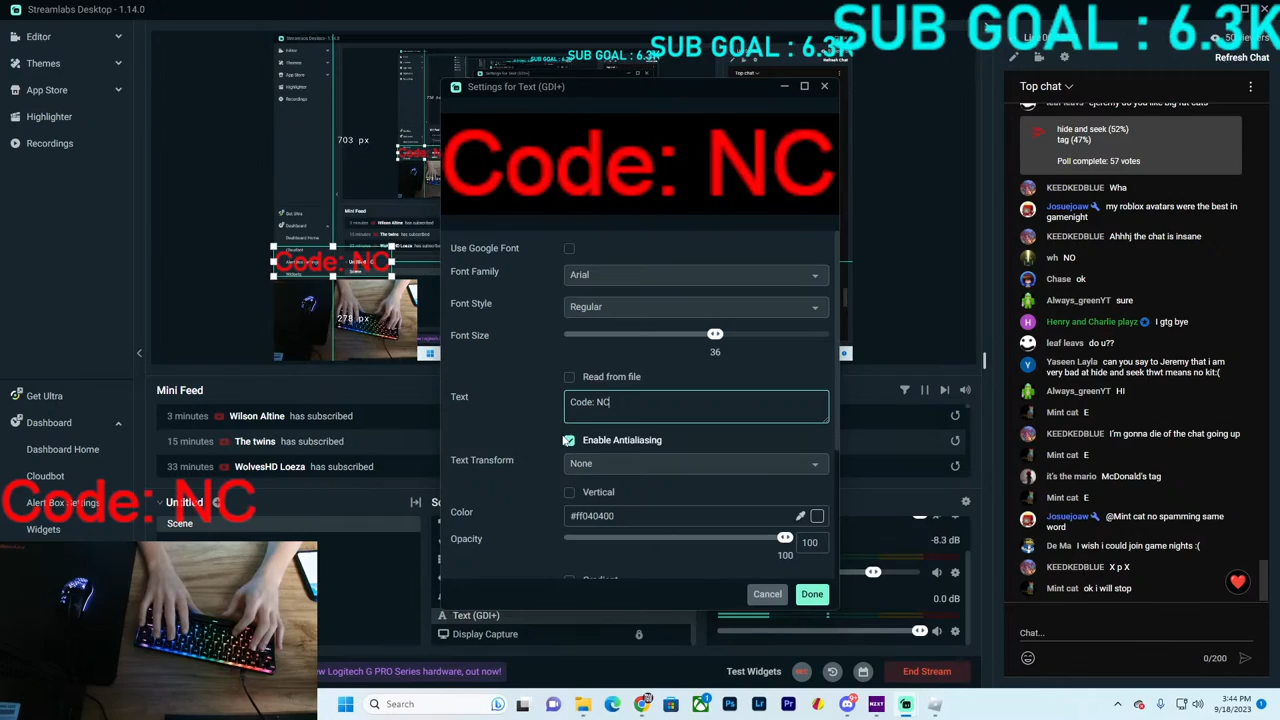 Streamlabs Desktop - 1.14.0
SUB GOAL : 6.3K
SUB GOAL : 6.3K
SUB GOAL : 6.3K
Refresh Chat
Editor
Themes
App Store
Highlighter
Recordings
703 px
Code: NC
278 px
Settings for Text (GDI+)
Code: NC
Use Google Font
Font Family
Arial
Font Style
Regular
Font Size
36
Read from file
Text
Code: NC
Enable Antialiasing
Text Transform
None
Vertical
Color
#ff040400
Opacity
100
100
Cancel
Done
Top chat
hide and seek (52%)
tag (47%)
Poll complete: 57 votes
KEEDKEDBLUE Wha
Josuejoaw my roblox avatars were the best in
gamenight
KEEDKEDBLUE Ahhhj the chat is insane
wh NO
Chase ok
Always_greenYT sure
Henry and Charlie playz I gtg bye
leaf leaves do u??
Yaseen Layla can you say to Jeremy that i am
very bad at hide and seek thwt means no kit:(
Always_greenYT HI
Mint cat E
KEEDKEDBLUE I'm gonna die of the chat going up
Mint cat E
it's the mario McDonald's tag
Mint cat E
Josuejoaw @Mint cat no spamming same
word
De Ma I wish i could join game nights :(
KEEDKEDBLUE X p X
Mint cat ok i will stop
Chat...
0/200
Get Ultra
Dashboard
Dashboard Home
Cloudbot
Alert Box Settings
Widgets
Code: NC
Mini Feed
3 minutes Wilson Altine has subscribed
15 minutes The twins has subscribed
33 minutes WolvesHD Loeza has subscribed
Untitled
Scene
Text (GDI+)
Display Capture
-8.3 dB
0.0 dB
New Logitech G PRO Series hardware, out now!
Test Widgets
REC
End Stream
Search
3:44 PM
9/18/2023